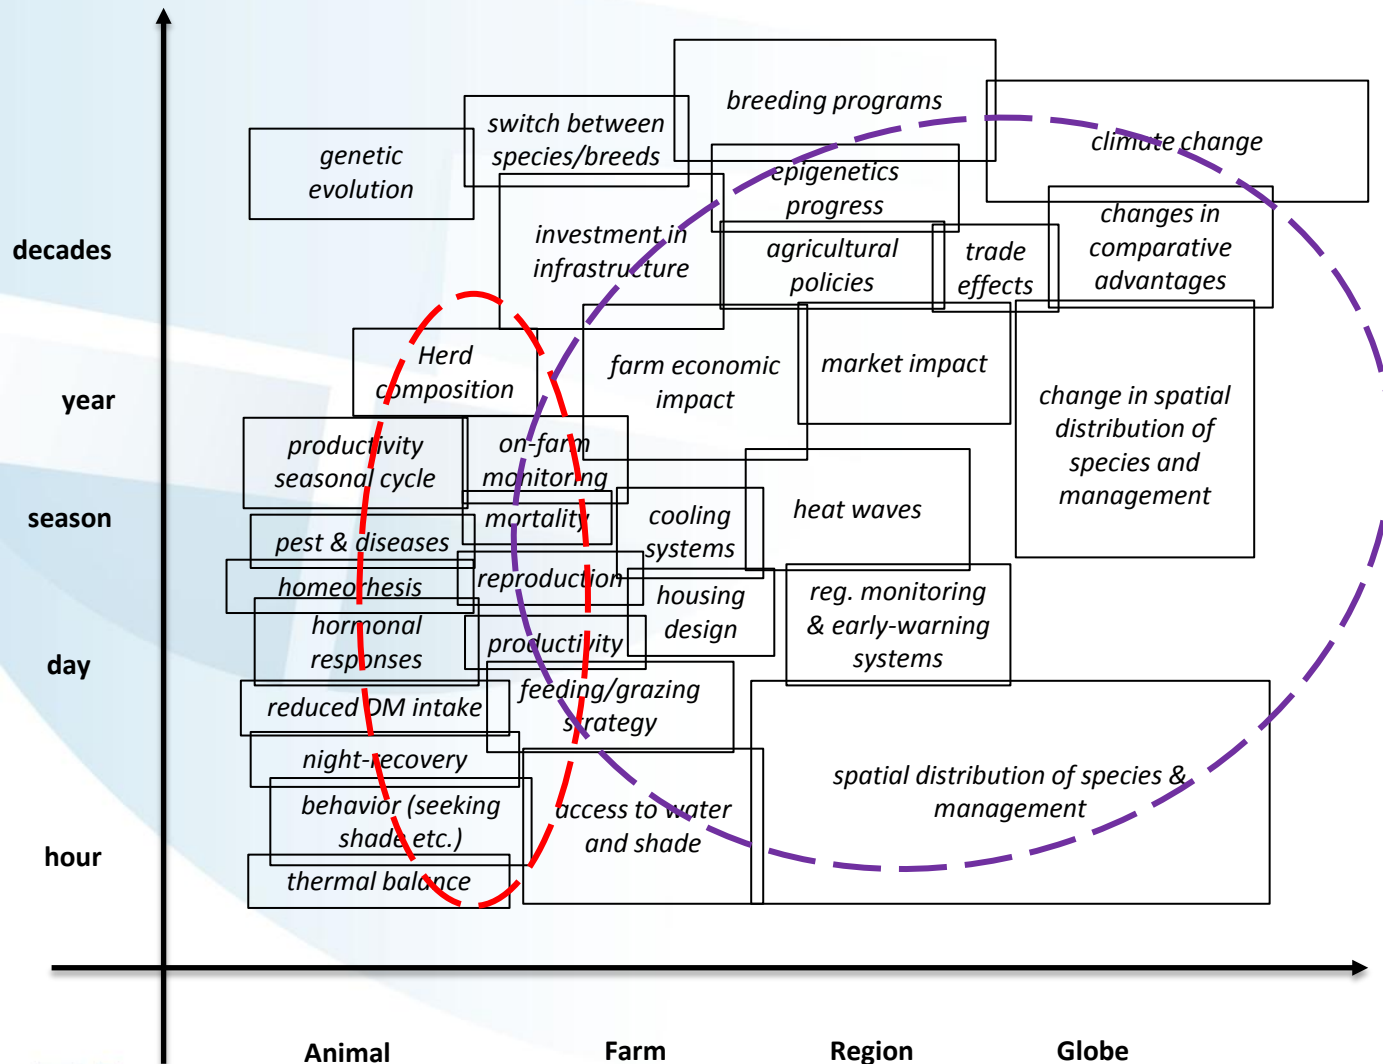 breeding programs
switch between
species/breeds
climate change
genetic
evolution
epigenetics
progress
changes in
comparative
advantages
decades
investment in
infrastructure
agricultural
policies
trade
effects
Herd
composition
farm economic
impact
market impact
year
change in spatial
distribution of
species and
management
productivity
seasonal cycle
on-farm
monitoring
season
mortality
cooling
systems
heat waves
pest & diseases
homeorhesis
reproduction
housing
design
reg. monitoring
& early-warning
systems
hormonal
responses
productivity
day
reduced DM intake
feeding/grazing
strategy
night-recovery
spatial distribution of species &
management
behavior (seeking
shade etc.)
access to water
and shade
hour
thermal balance
Animal
Farm
Region
Globe